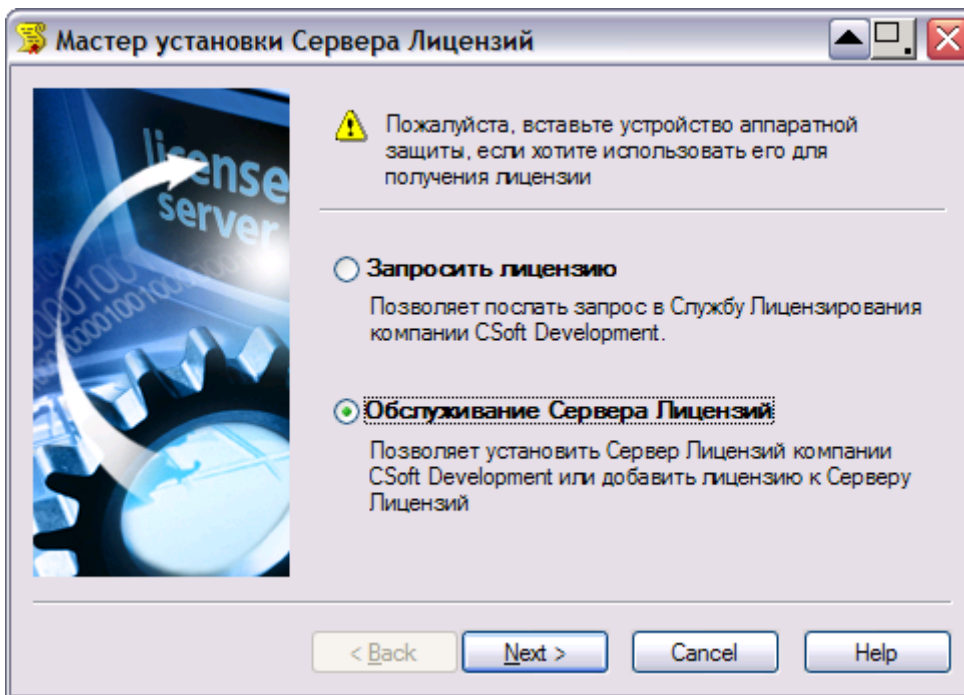 Мастер установки Сервера Лицензий
license
server
Пожалуйста, вставьте устройство аппаратной
защиты, если хотите использовать его для
получения лицензии
Запросить лицензию
Позволяет послать запрос в Службу Лицензирования
компании CSoft Development.
Обслуживание Сервера Лицензий
Позволяет установить Сервер Лицензий компании
CSoft Development или добавить лицензию к Серверу
Лицензий
< Back
Next >
Cancel
Help